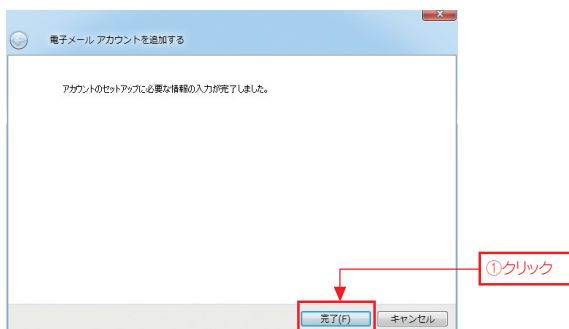 電子メール アカウントを追加する
アカウントのセットアップに必要な情報の入力が完了しました。
①クリック
完了(F)
キャンセル